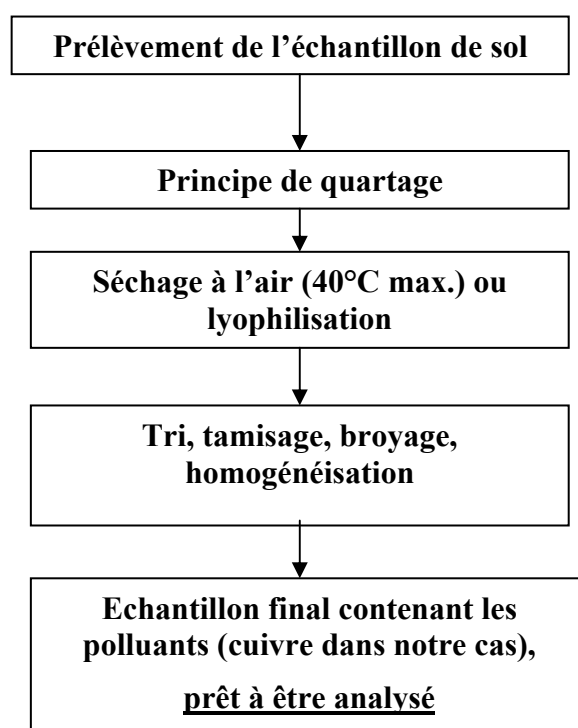 Prélèvement de l’échantillon de sol
Principe de quartage
Séchage à l’air (40°C max.) ou
lyophilisation
Tri, tamisage, broyage,
homogénéisation
Echantillon final contenant les
polluants (cuivre dans notre cas),
prêt à être analysé